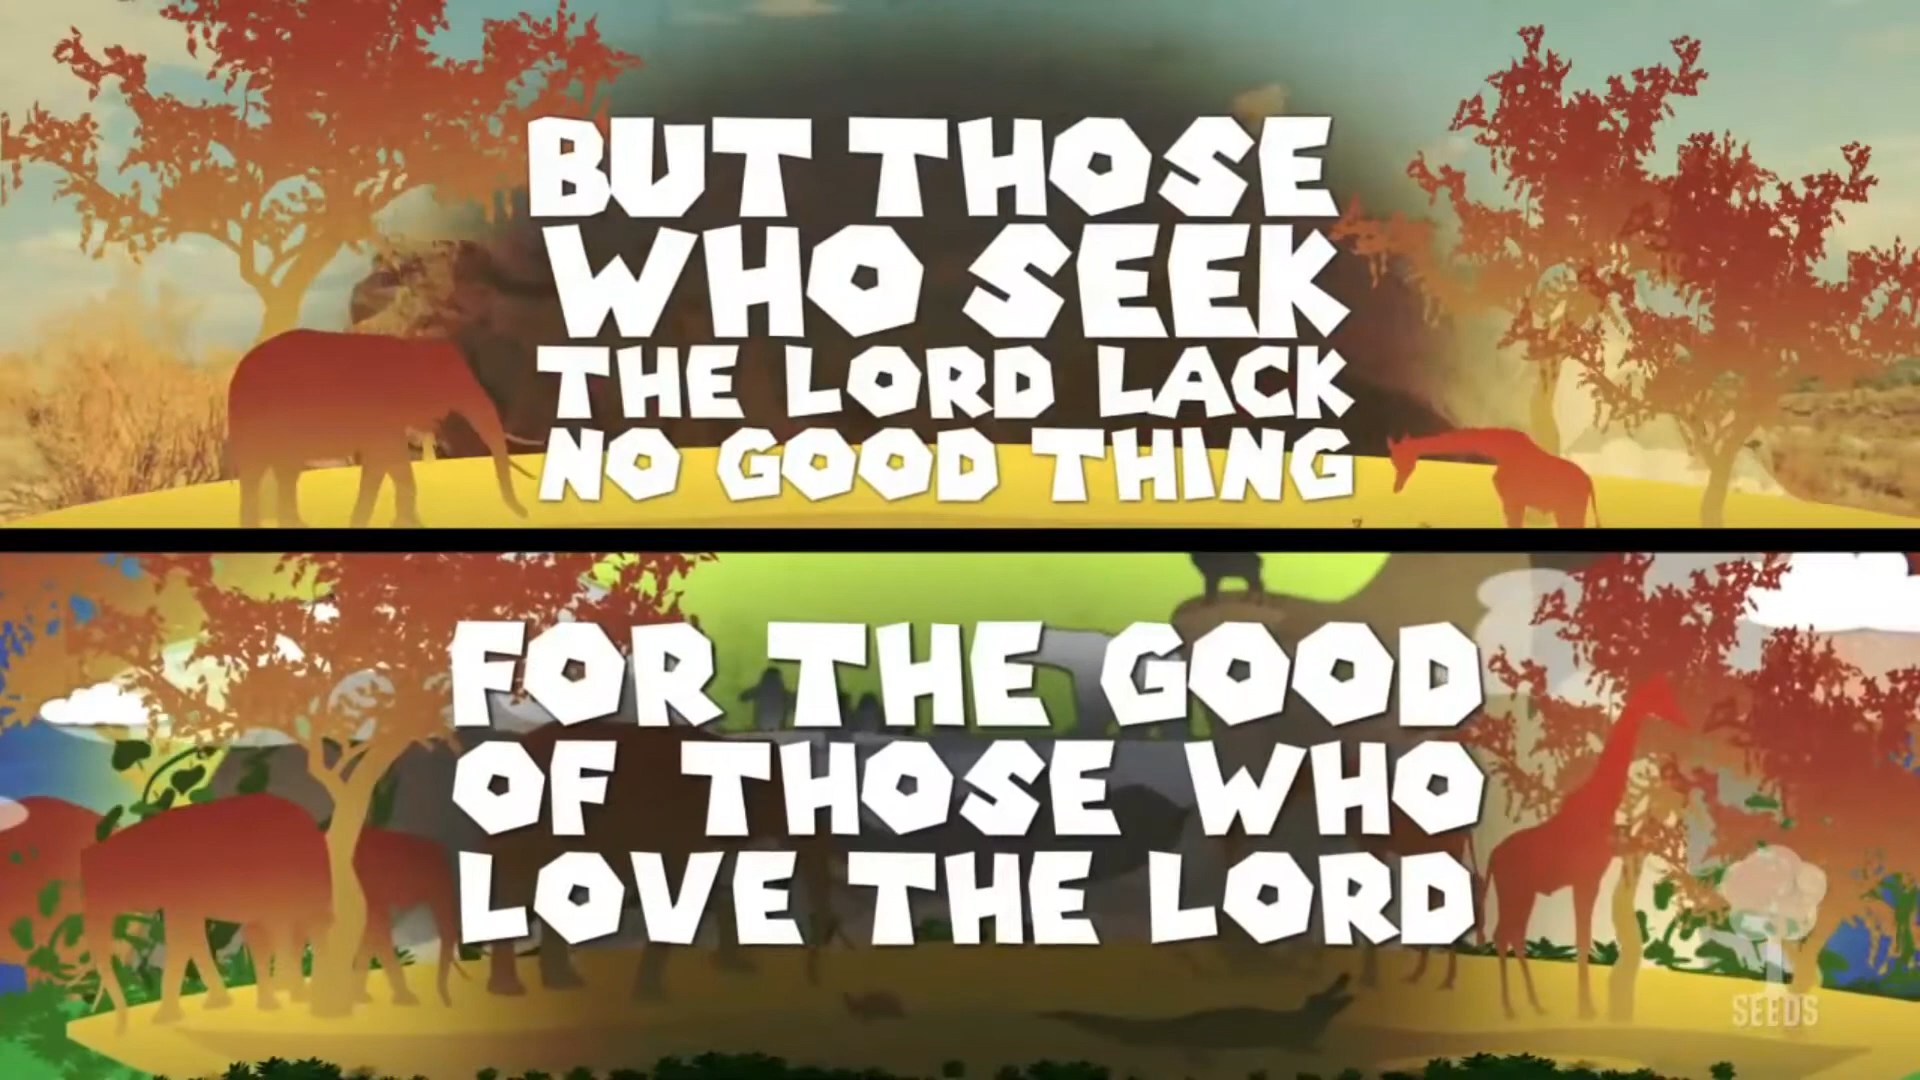 BUT THOSE
WHO SEEK
THE LORD LACK
NO GOOD THING
FOR THE GOOD
OF THOSE WHO
LOVE THE LORD
SEEDS